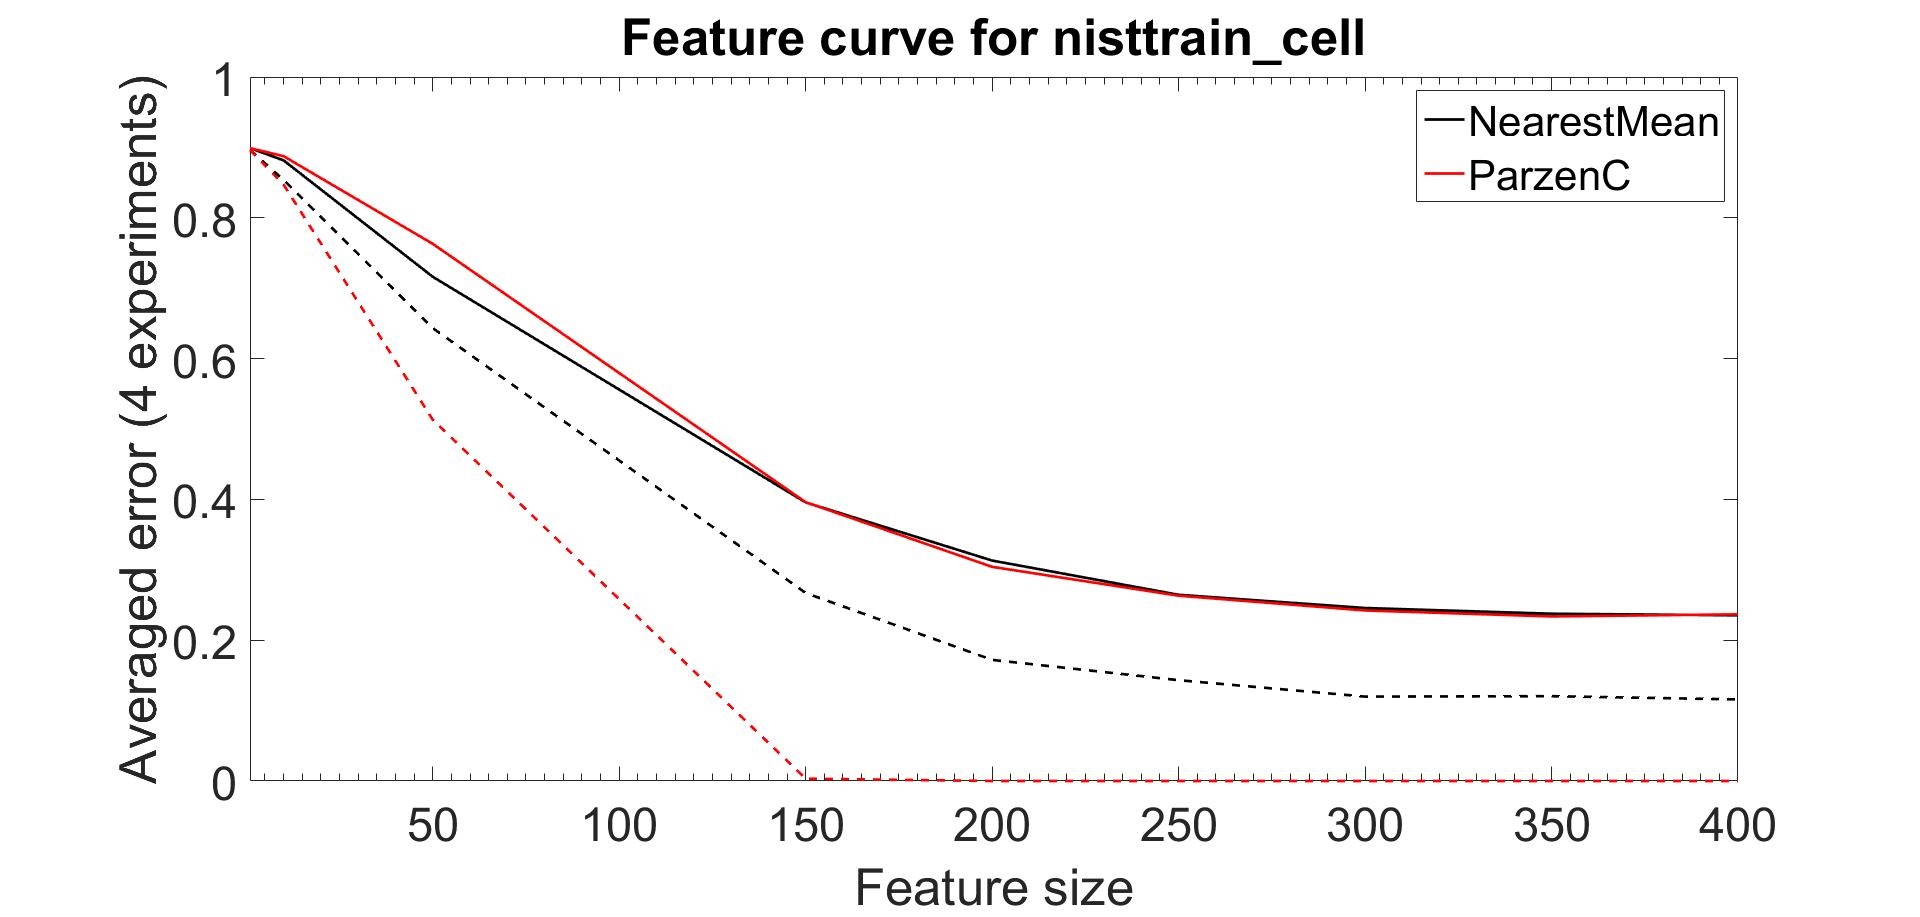 Feature curve for nisttrain_cell
Averaged error (4 experiments)
1
0.8
0.6
0.4
0.2
0
NearestMean
ParzenC
50 100 150 200 250 300 350 400
Feature size